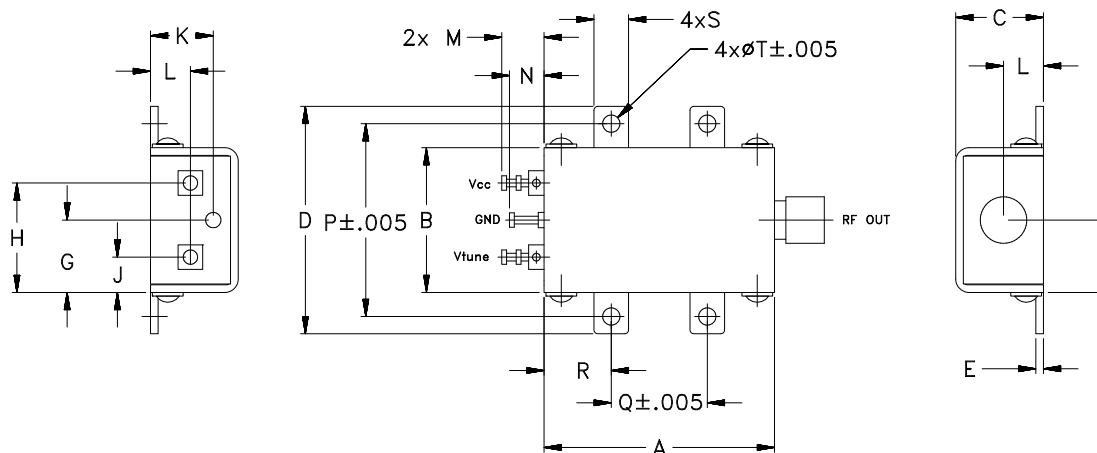 K
L
H
G
J
2x M
N
4xS
4xøT±.005
D
P±.005
B
Vcc
GND
Vtune
RF OUT
R
Q±.005
A
C
L
E